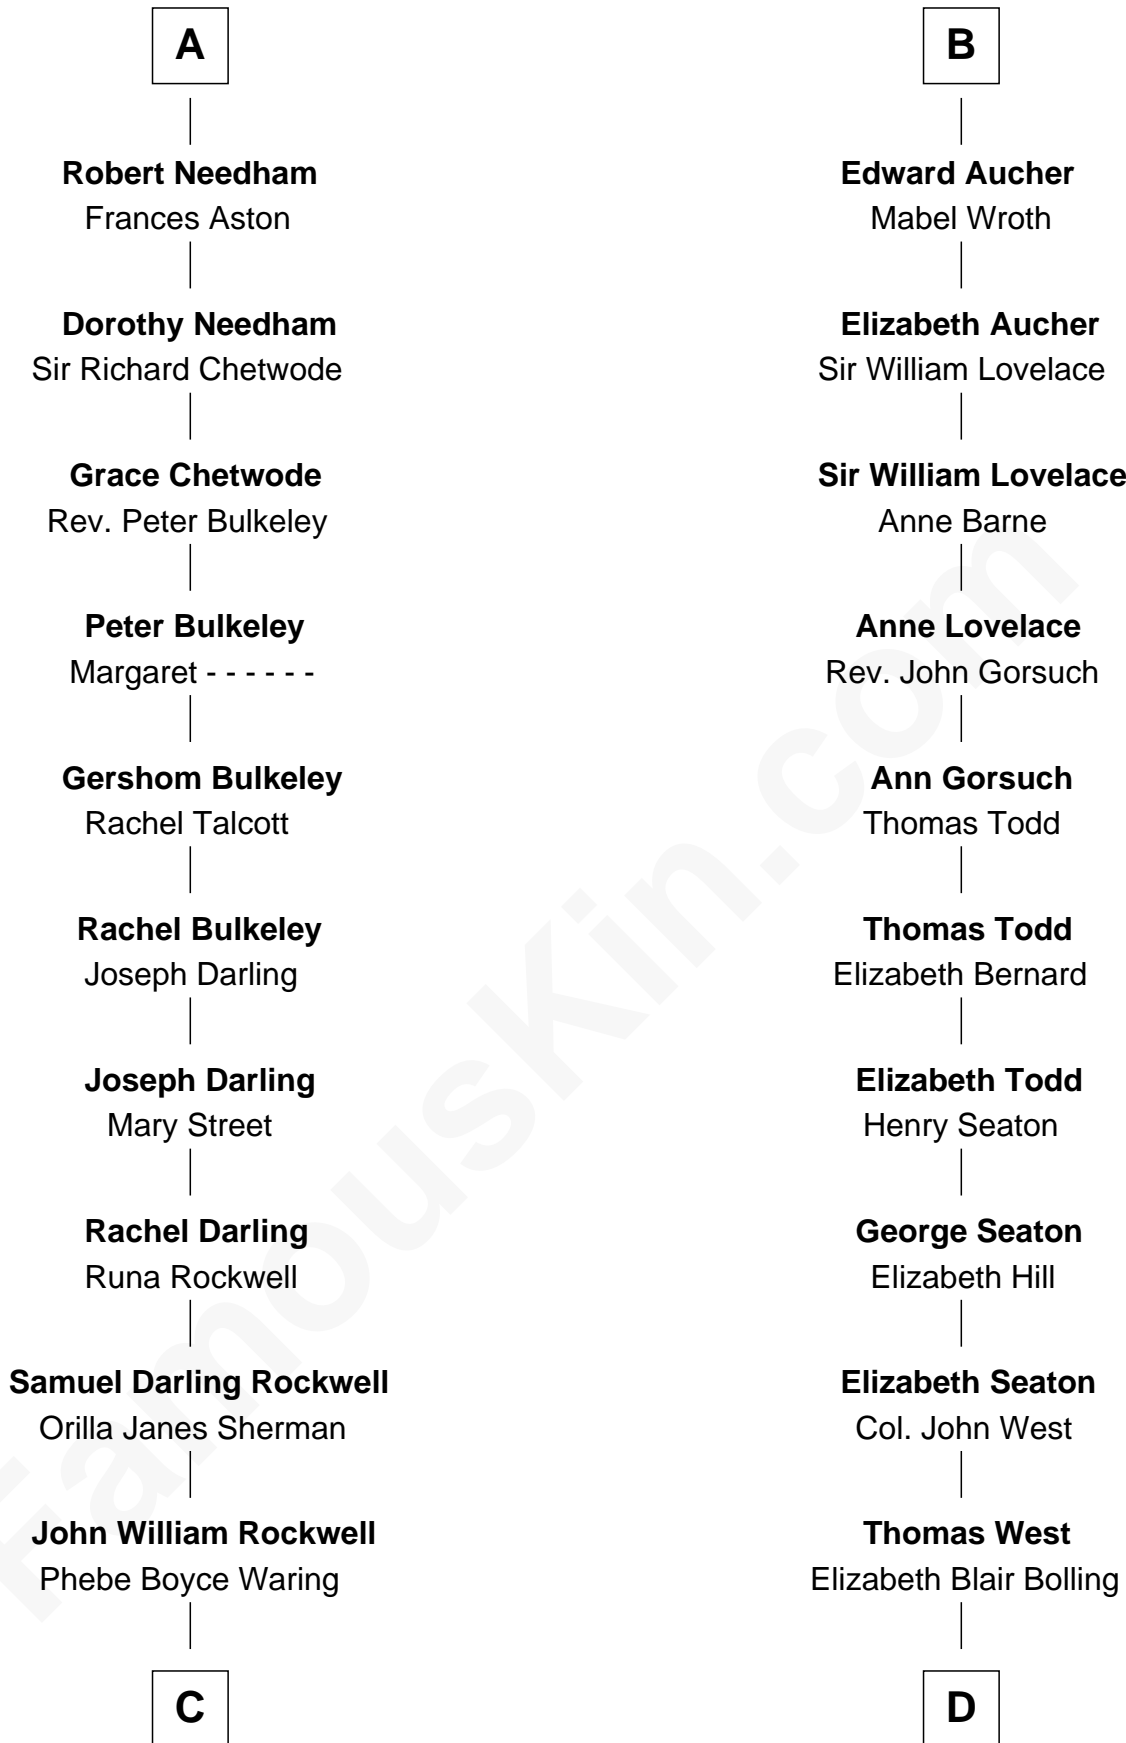 A
Robert Needham
Frances Aston
Dorothy Needham
Sir Richard Chetwode
Grace Chetwode
Rev. Peter Bulkeley
Peter Bulkeley
Margaret - - - - - -
Gershom Bulkeley
Rachel Talcott
Rachel Bulkeley
Joseph Darling
Joseph Darling
Mary Street
Rachel Darling
Runa Rockwell
Samuel Darling Rockwell
Orilla Janes Sherman
John William Rockwell
Phebe Boyce Waring
C
B
Edward Aucher
Mabel Wroth
Elizabeth Aucher
Sir William Lovelace
Sir William Lovelace
Anne Barne
Anne Lovelace
Rev. John Gorsuch
Ann Gorsuch
Thomas Todd
Thomas Todd
Elizabeth Bernard
Elizabeth Todd
Henry Seaton
George Seaton
Elizabeth Hill
Elizabeth Seaton
Col. John West
Thomas West
Elizabeth Blair Bolling
D
FamousKin.com